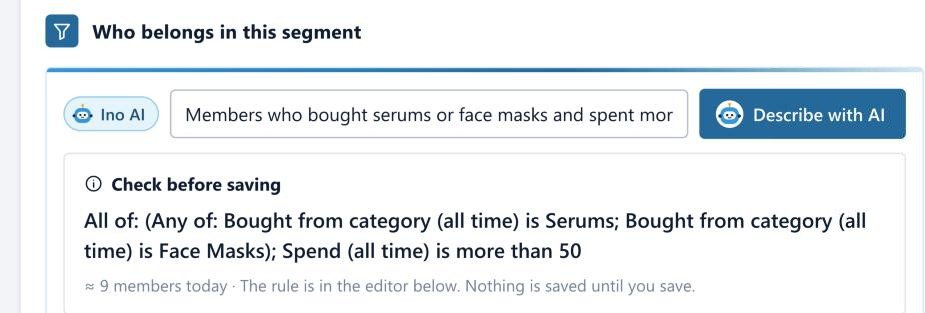 Who belongs in this segment
Ino AI
Members who bought serums or face masks and spent mor
Describe with AI
Check before saving
All of: (Any of: Bought from category (all time) is Serums; Bought from category (all
time) is Face Masks); Spend (all time) is more than 50
≈ 9 members today · The rule is in the editor below. Nothing is saved until you save.